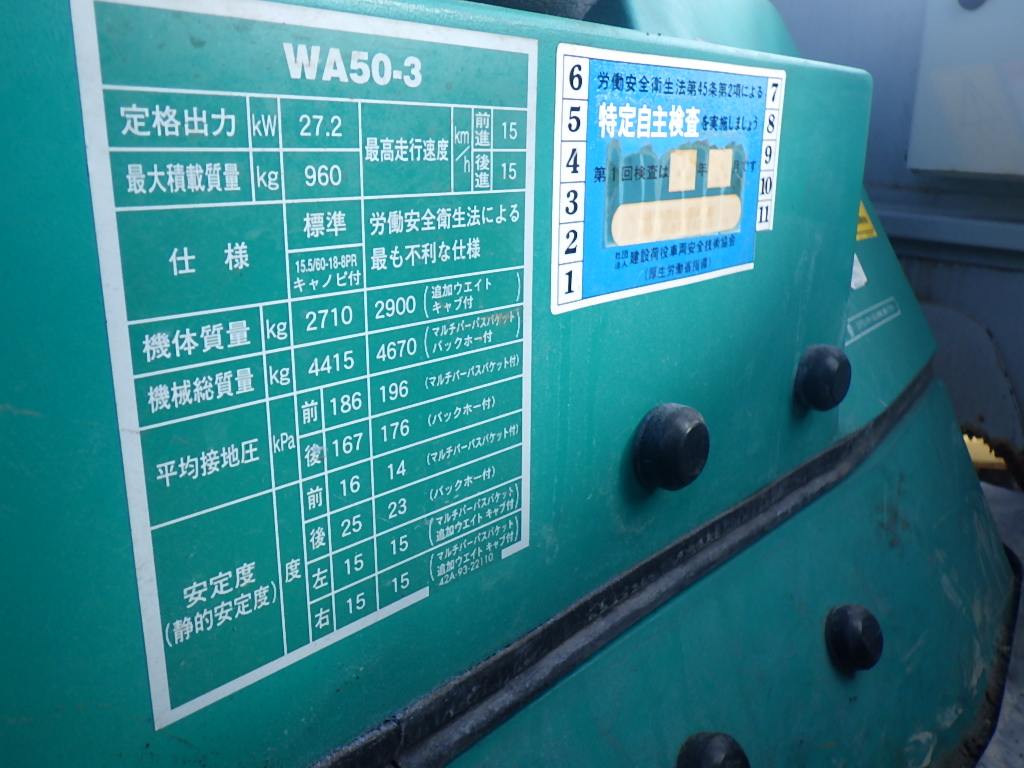 WA50-3
定格出力 kW 27.2 最高走行速度 km/h 前進 15
最大積載質量 kg 960 後進 15
仕様 標準 15.5/60-18-8PR キャノピ付 労働安全衛生法による最も不利な仕様
機体質量 kg 2710 2900 (追加ウエイト キャブ付)
機械総質量 kg 4415 4670 (マルチパーパスバケット バックホー付)
平均接地圧 kPa 前 186 196 (マルチパーパスバケット付)
後 167 176 (バックホー付)
安定度 (静的安定度) 度 前 16 14 (マルチパーパスバケット付)
後 25 23 (バックホー付)
左 15 15 (マルチパーパスバケット 追加ウエイト キャブ付)
右 15 15 (マルチパーパスバケット 追加ウエイト キャブ付)
42A-93-22110
6
5
4
3
2
1
労働安全衛生法第45条第2項による
特定自主検査を実施しましょう
第1回検査は 年 月です
社団法人 建設荷役車両安全技術協会
(厚生労働省指導)
7
8
9
10
11